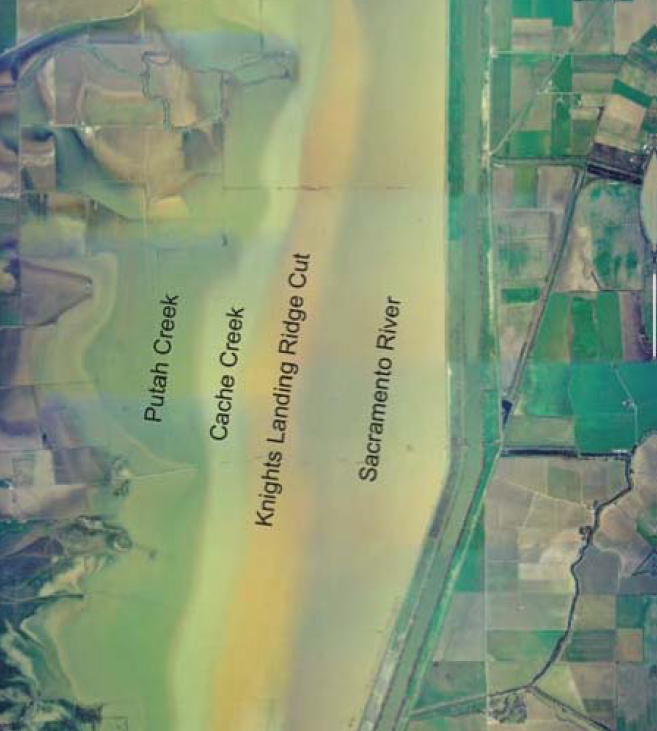 Putah Creek
Cache Creek
Knights Landing Ridge Cut
Sacramento River